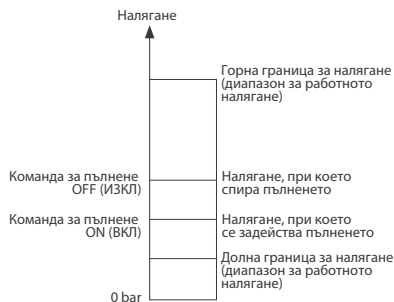 Налягане
Горна граница за налягане
(диапазон за работното
налягане)
Команда за пълнене
OFF (ИЗКЛ)
Налягане, при което
спира пълненето
Команда за пълнене
ON (ВКЛ)
Налягане, при което
се задейства пълненето
Долна граница за налягане
(диапазон за работното
налягане)
0 bar